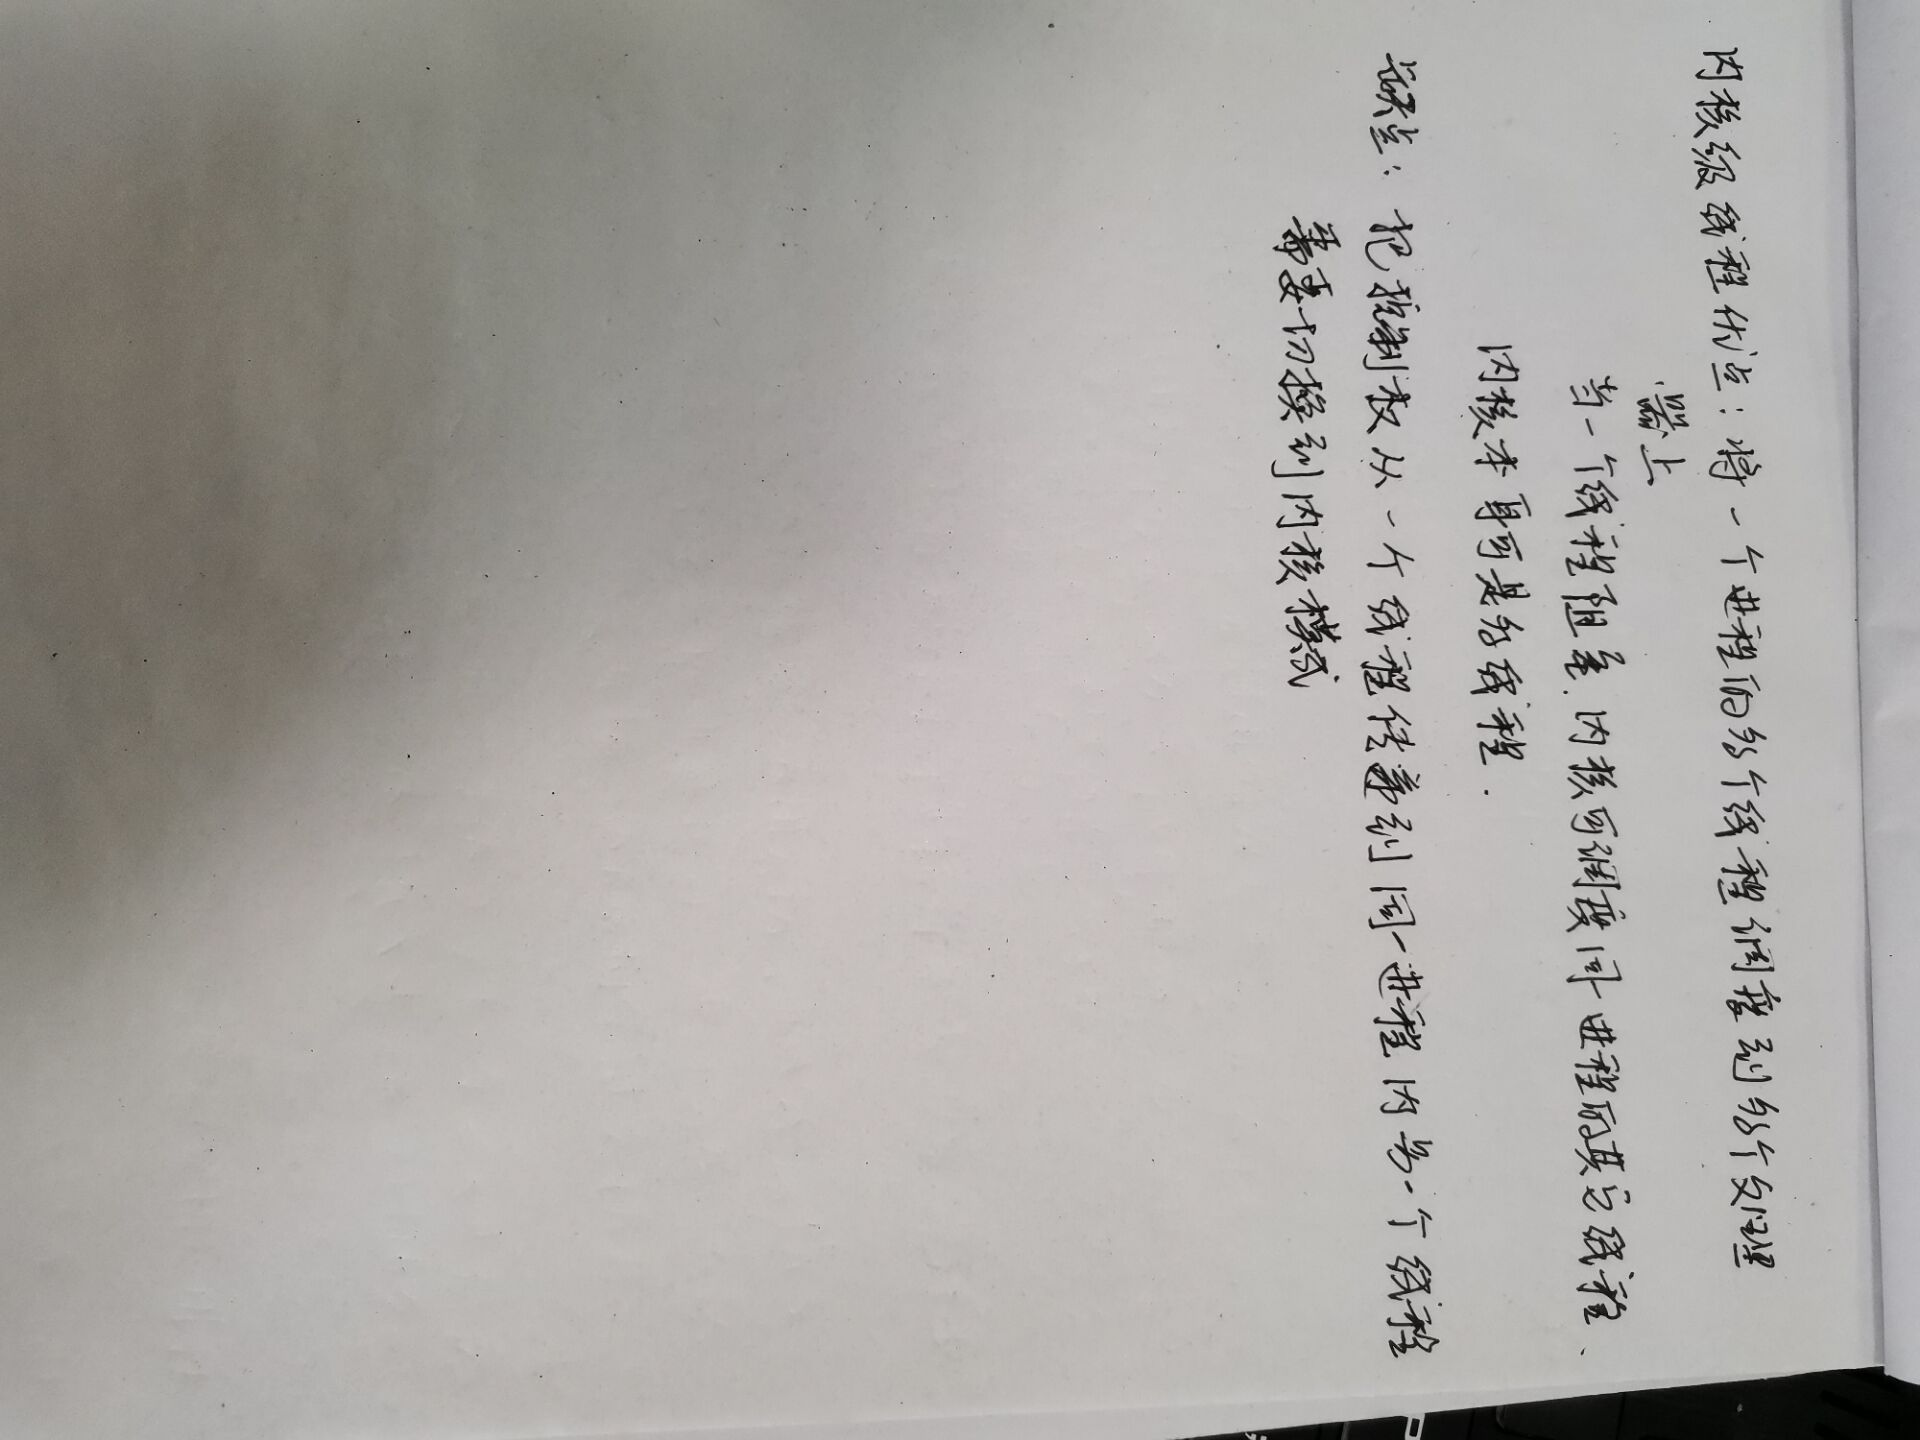 内核级线程优点：将一个进程的多个线程调度到多个处理
器上
当一个线程阻塞，内核可调度同一进程的其它线程、
内核本身可是多线程.
缺点：把控制权从一个线程传递到同一进程内另一个线程
需要切换到内核模式